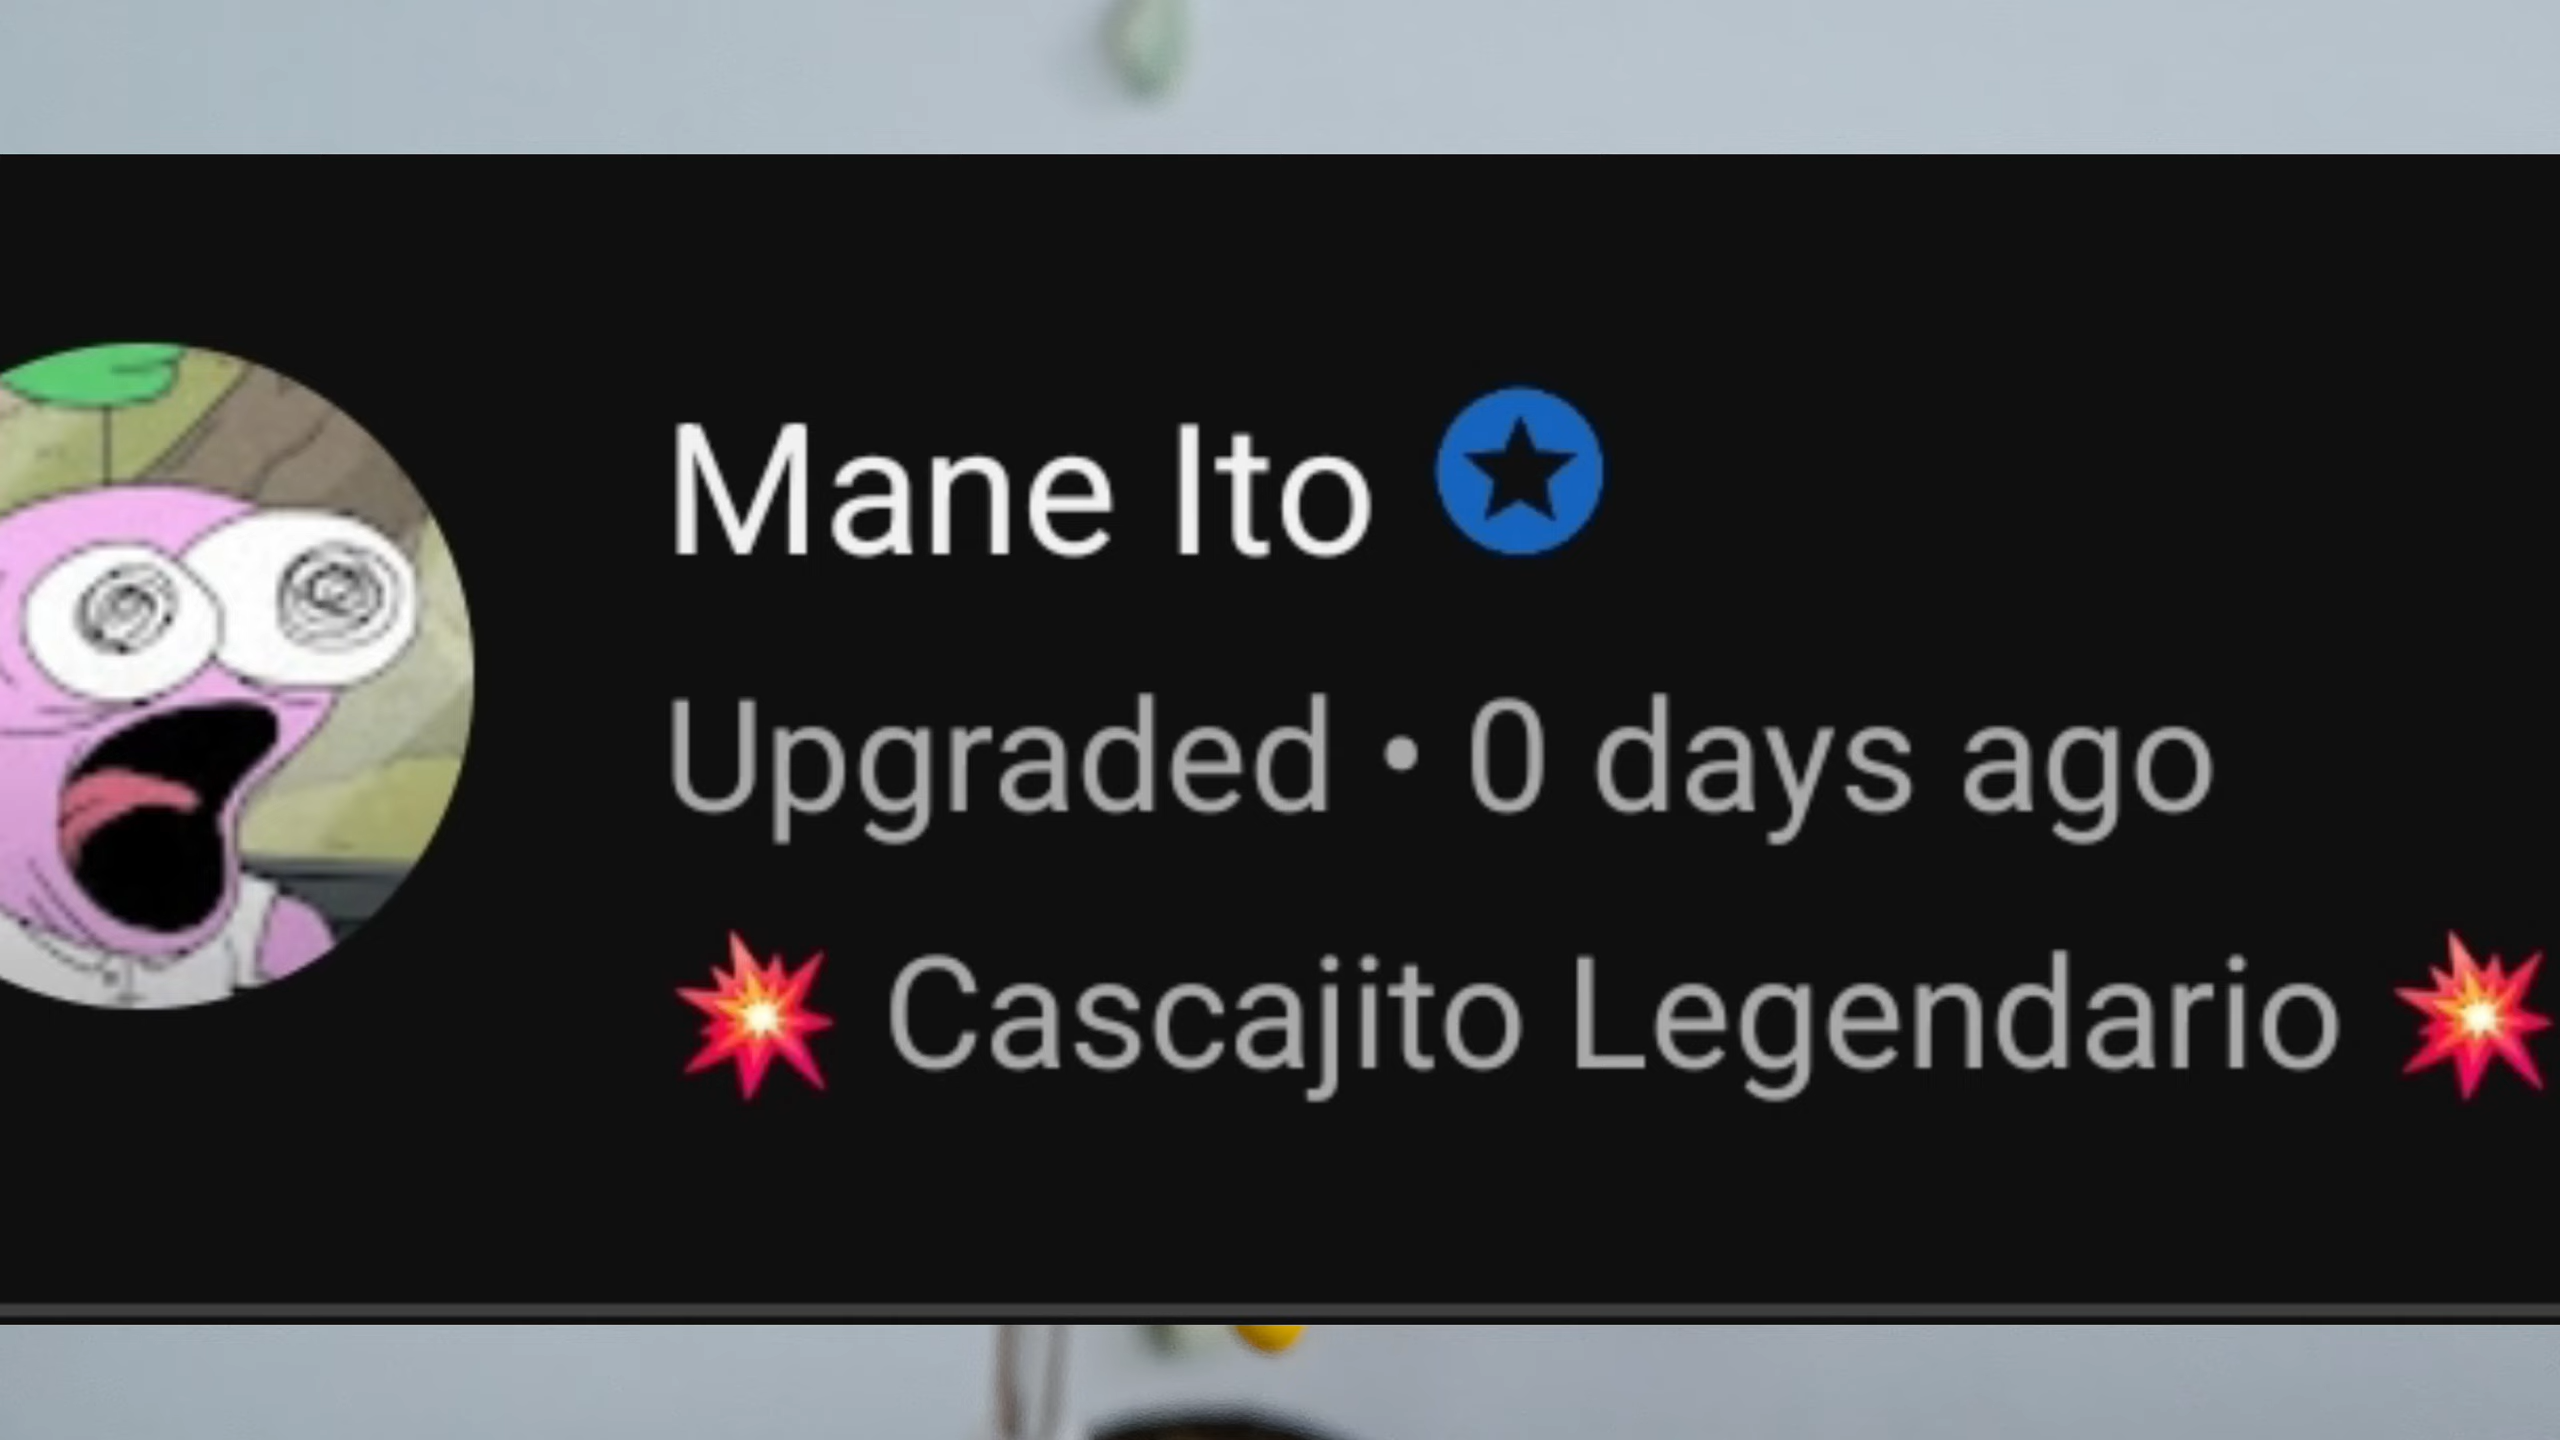 Mane Ito
Upgraded • 0 days ago
💥 Cascajito Legendario 💥